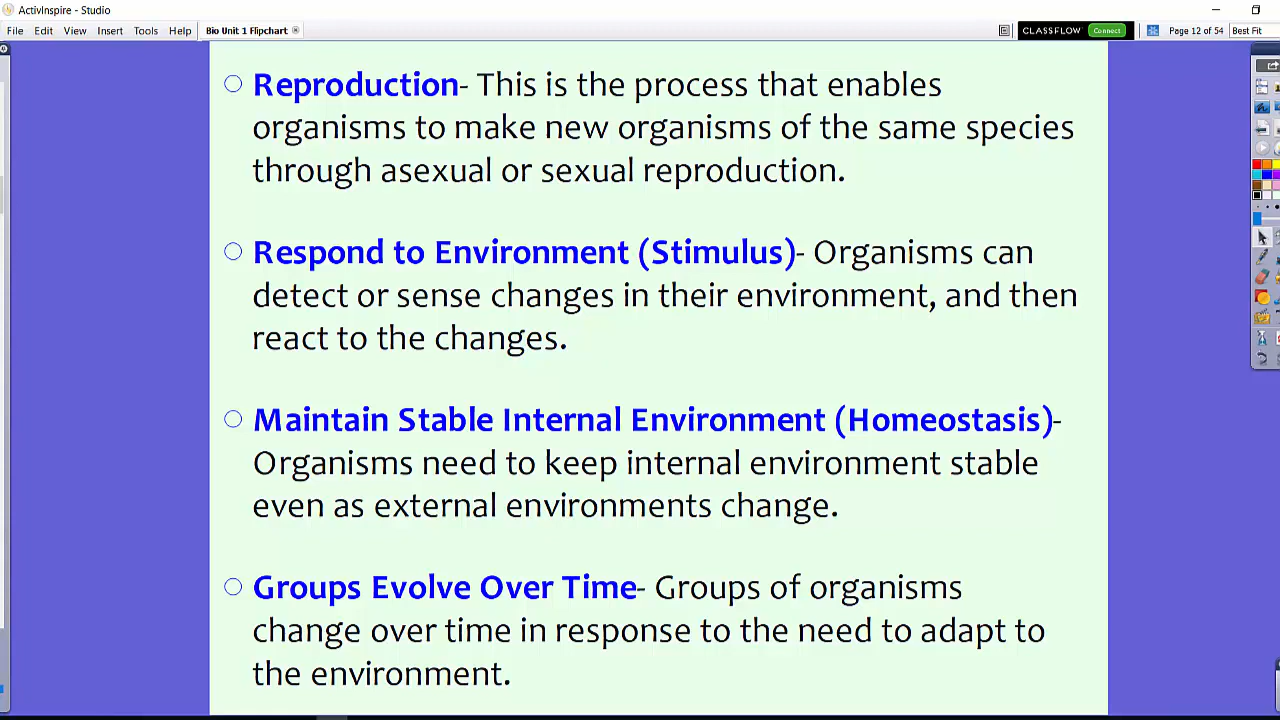 ActivInspire - Studio
File Edit View Insert Tools Help Bio Unit 1 Flipchart CLASSFLOW Connect Page 12 of 54 Best Fit
Reproduction- This is the process that enables
organisms to make new organisms of the same species
through asexual or sexual reproduction.
Respond to Environment (Stimulus)- Organisms can
detect or sense changes in their environment, and then
react to the changes.
Maintain Stable Internal Environment (Homeostasis)-
Organisms need to keep internal environment stable
even as external environments change.
Groups Evolve Over Time- Groups of organisms
change over time in response to the need to adapt to
the environment.